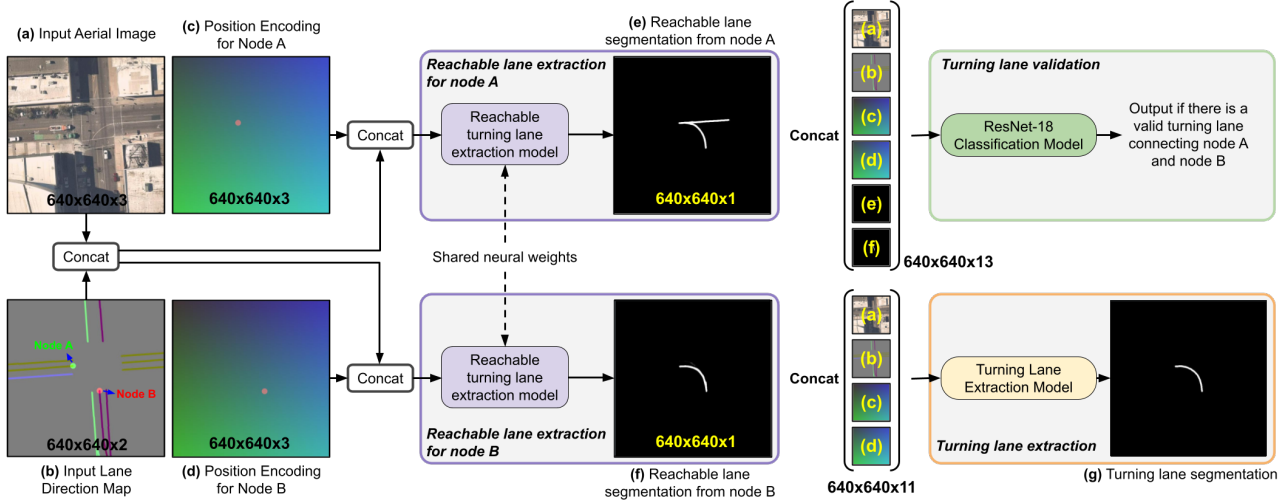 (a) Input Aerial Image
(c) Position Encoding
for Node A
(e) Reachable lane
segmentation from node A
640x640x3
640x640x3
Concat
Reachable lane extraction
for node A
Reachable
turning lane
extraction model
640x640x1
Concat
Shared neural weights
Node A
Node B
640x640x2
640x640x3
Concat
Reachable
turning lane
extraction model
Reachable lane extraction
for node B
640x640x1
(b) Input Lane
Direction Map
(d) Position Encoding
for Node B
(f) Reachable lane
segmentation from node B
Concat
(a)
(b)
(c)
(d)
(e)
(f)
640x640x13
Turning lane validation
ResNet-18
Classification Model
Output if there is a
valid turning lane
connecting node A
and node B
Concat
(a)
(b)
(c)
(d)
640x640x11
Turning Lane
Extraction Model
Turning lane extraction
(g) Turning lane segmentation